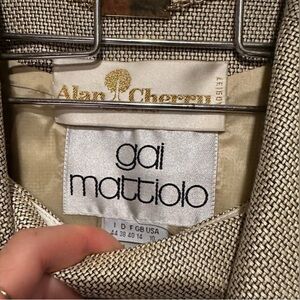 Alan Cherry
gai
mattiolo
I D F GB USA
44 38 40 14